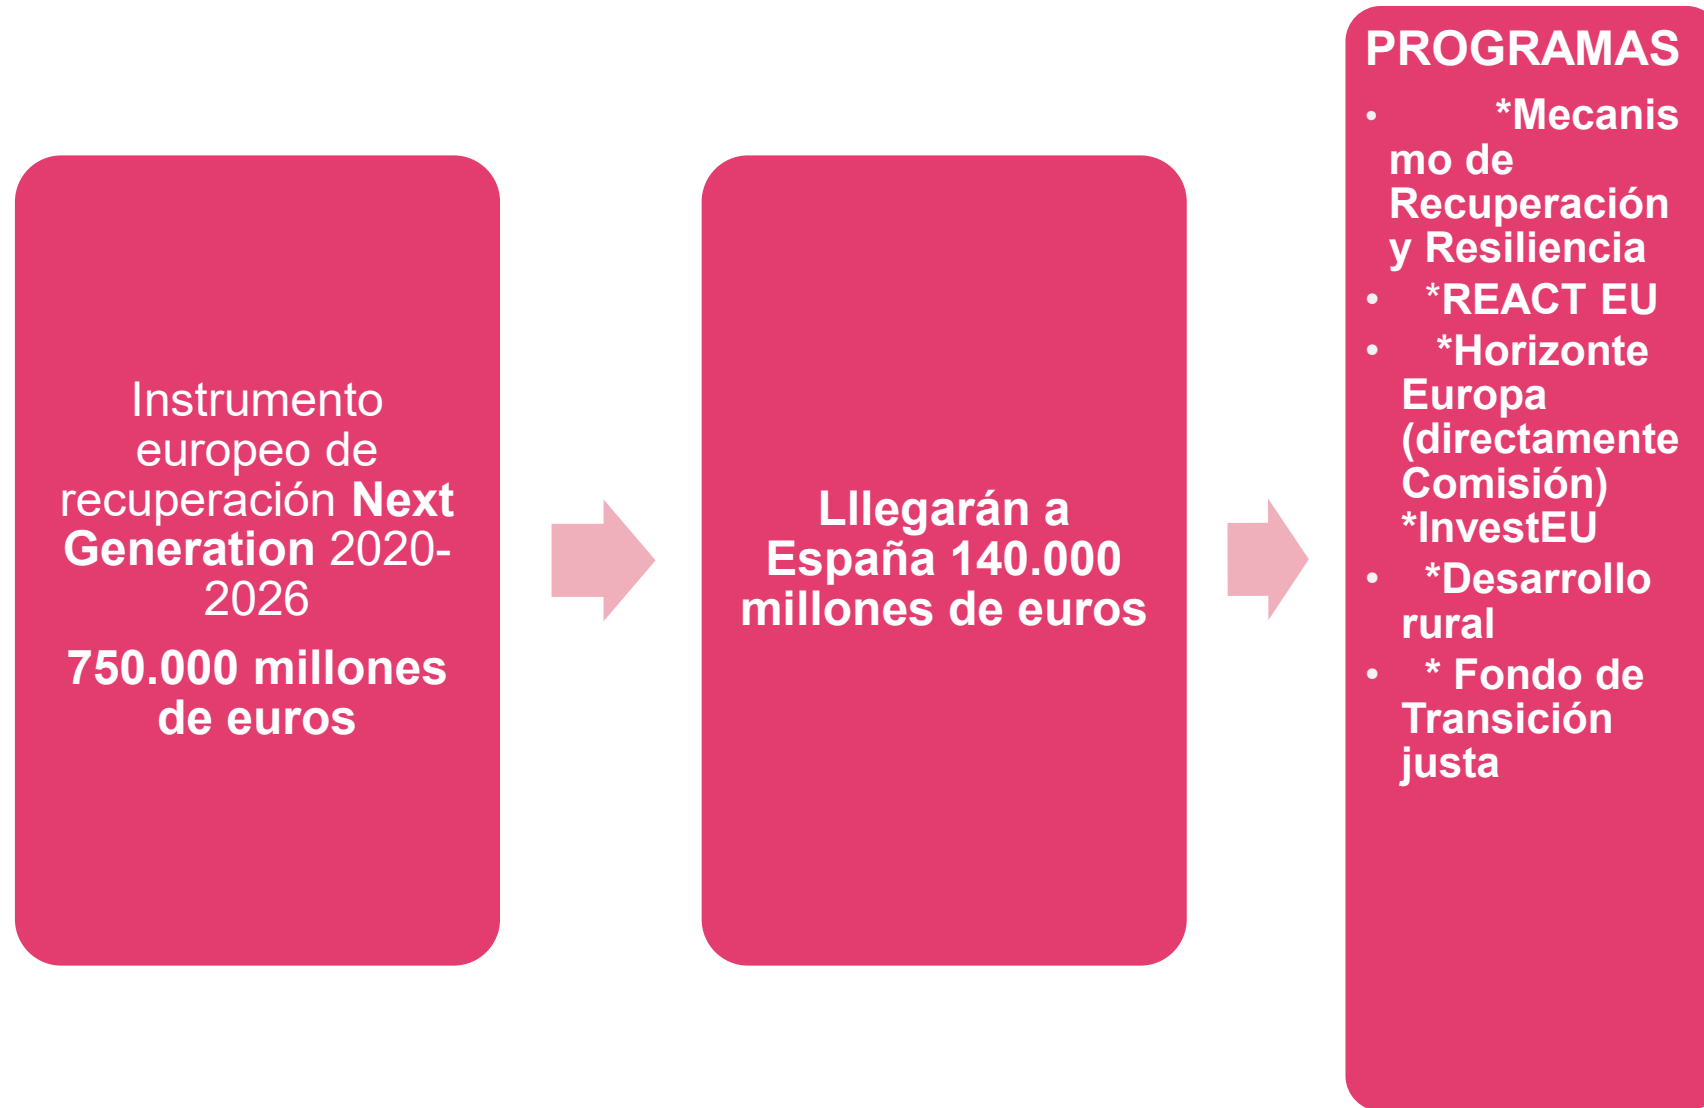 Instrumento
europeo de
recuperación Next
Generation 2020-
2026
750.000 millones
de euros
Lllegarán a
España 140.000
millones de euros
PROGRAMAS
• *Mecanis
mo de
Recuperación
y Resiliencia
• *REACT EU
• *Horizonte
Europa
(directamente
Comisión)
*InvestEU
• *Desarrollo
rural
• * Fondo de
Transición
justa